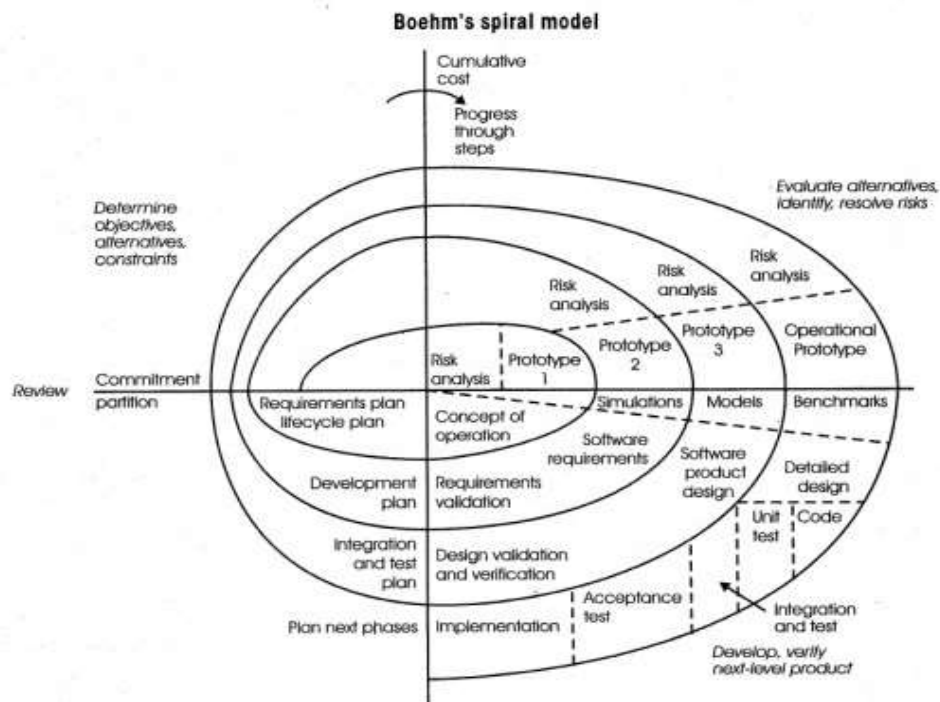 Boehm's spiral model
Cumulative
cost
Progress
through
steps
Evaluate alternatives,
identify, resolve risks
Determine
objectives,
alternatives,
constraints
Risk
analysis
Risk
analysis
Risk
analysis
Risk
analysis
Prototype
1
Prototype
2
Prototype
3
Operational
Prototype
Review
Commitment
partition
Requirements plan
lifecycle plan
Concept of
operation
Simulations
Models
Benchmarks
Software
requirements
Software
product
design
Detailed
design
Development
plan
Requirements
validation
Unit
test
Code
Integration
and test
plan
Design validation
and verification
Acceptance
test
Integration
and test
Plan next phases
Implementation
Develop, verify
next-level product